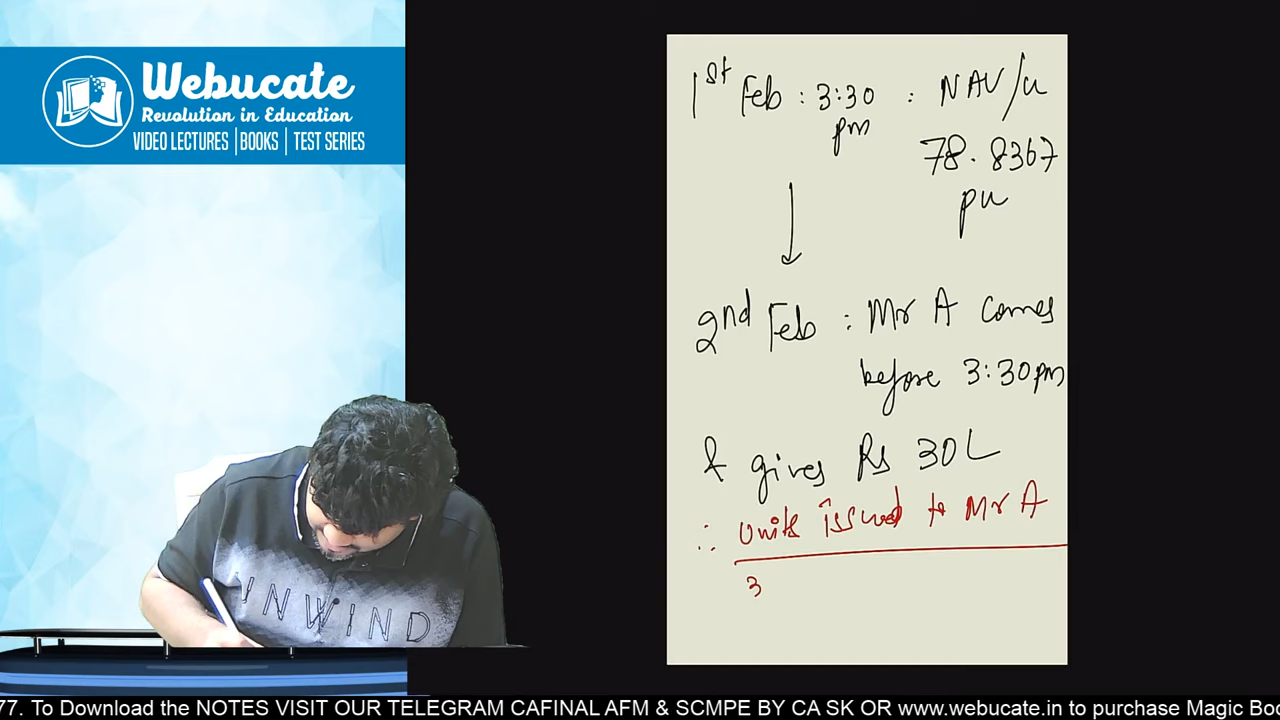 Webucate
Revolution in Education
VIDEO LECTURES | BOOKS | TEST SERIES
1st Feb : 3:30 pm : NAV/u
78.8367
pu
2nd Feb : Mr A comes
before 3:30pm
& gives Rs 30L
∴ units issued to Mr A
3
UNWIND
77. To Download the NOTES VISIT OUR TELEGRAM CAFINAL AFM & SCMPE BY CA SK OR www.webucate.in to purchase Magic Boo